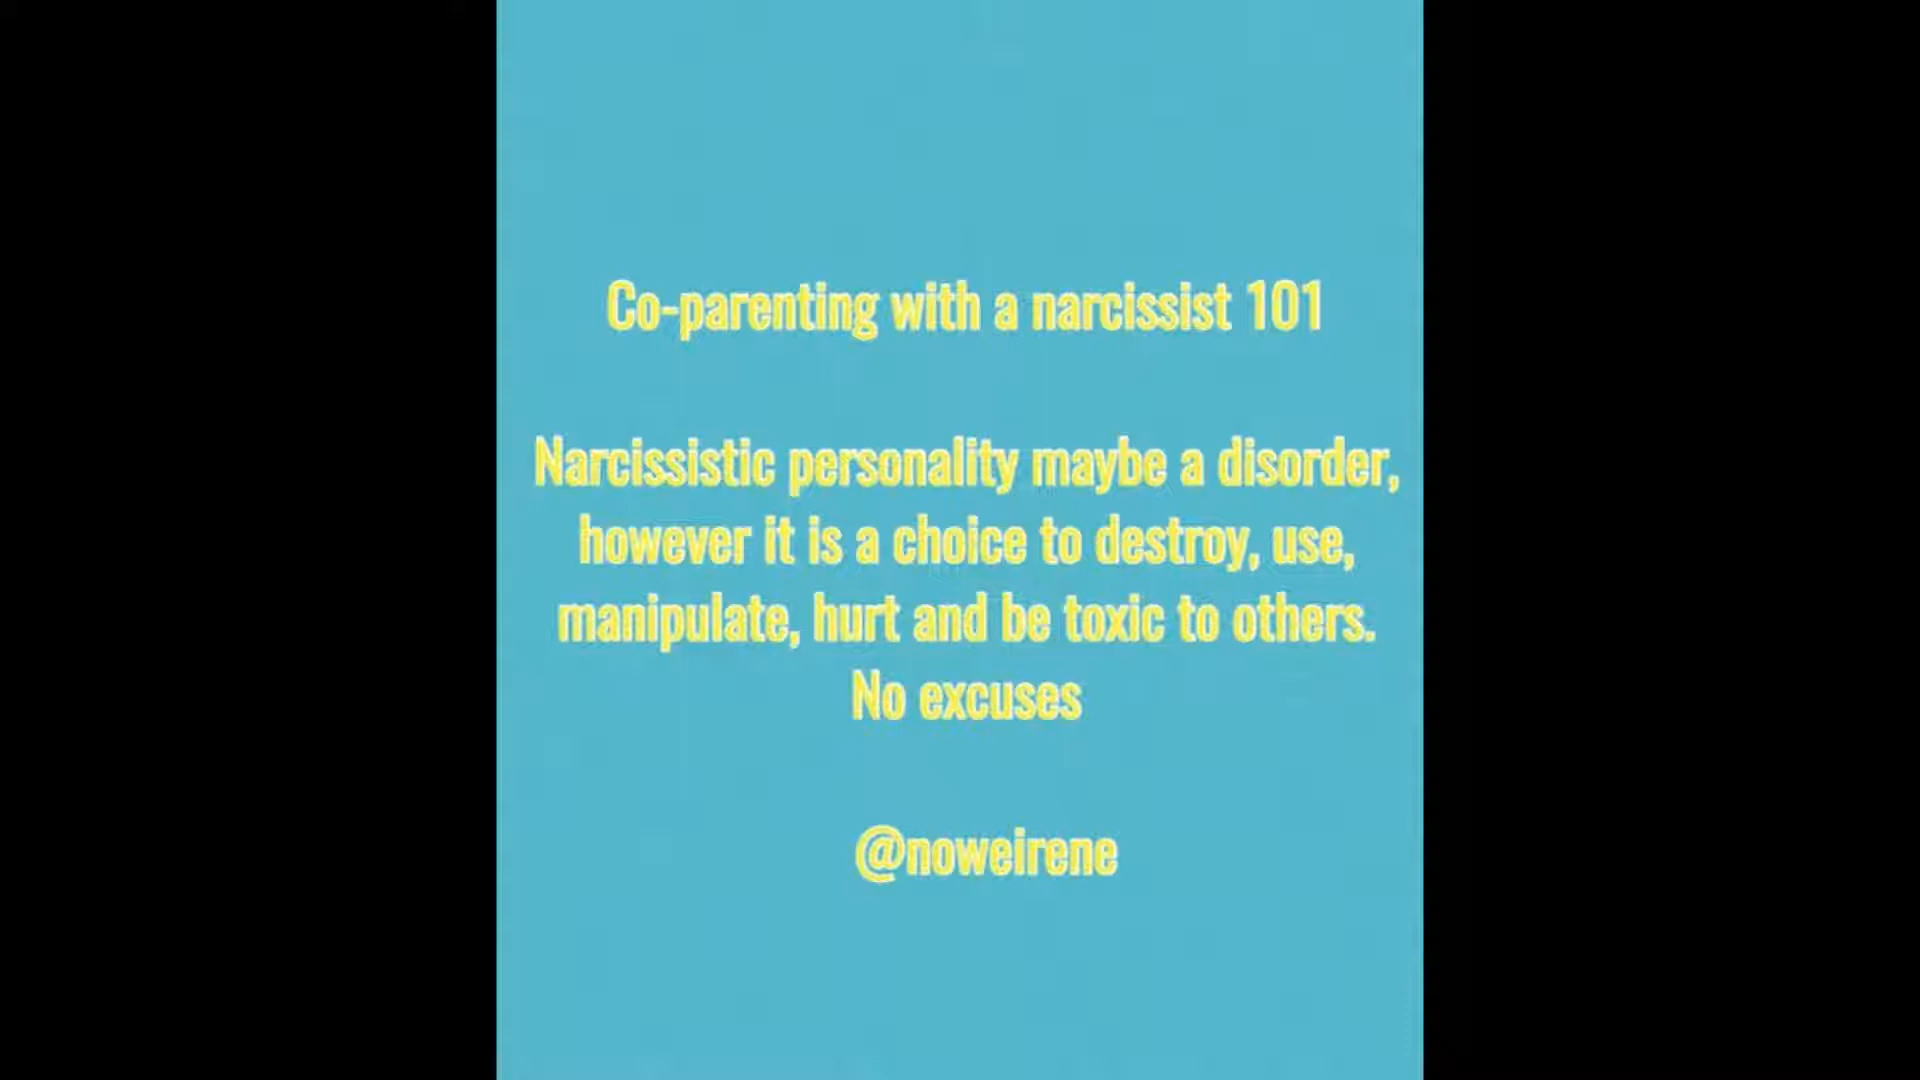 Co-parenting with a narcissist 101
Narcissistic personality maybe a disorder,
however it is a choice to destroy, use,
manipulate, hurt and be toxic to others.
No excuses
@noweirene